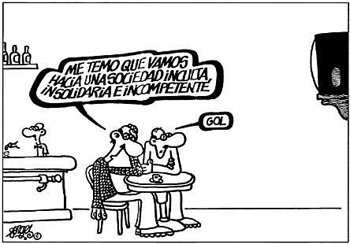 ME TEMO QUE VAMOS
HACIA UNA SOCIEDAD INCULTA,
INSOLIDARIA E INCOMPETENTE.
GOL.